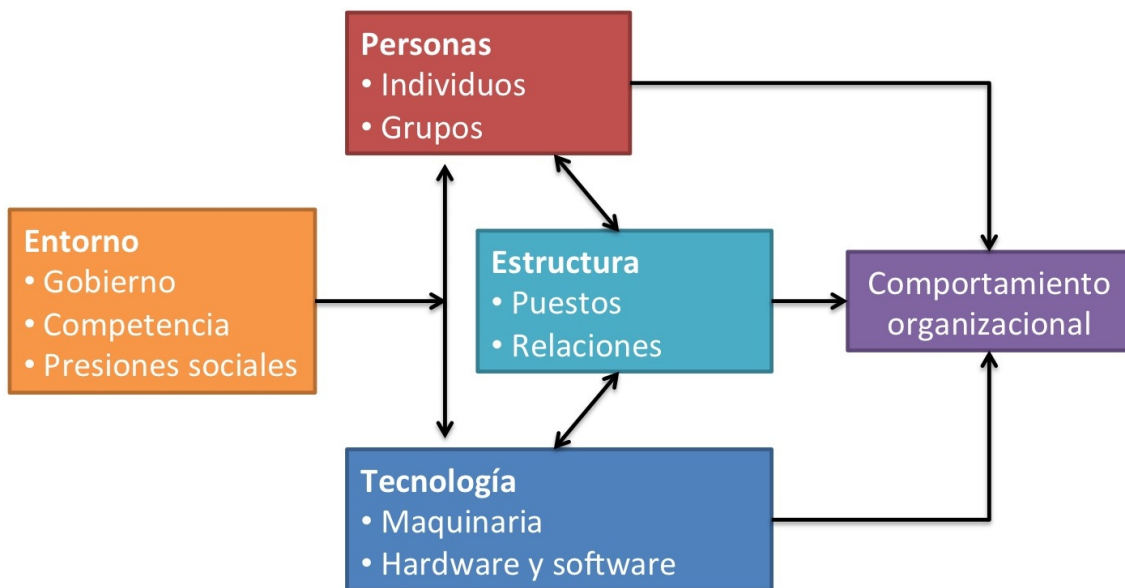 Personas
• Individuos
• Grupos
Entorno
• Gobierno
• Competencia
• Presiones sociales
Estructura
• Puestos
• Relaciones
Comportamiento
organizacional
Tecnología
• Maquinaria
• Hardware y software